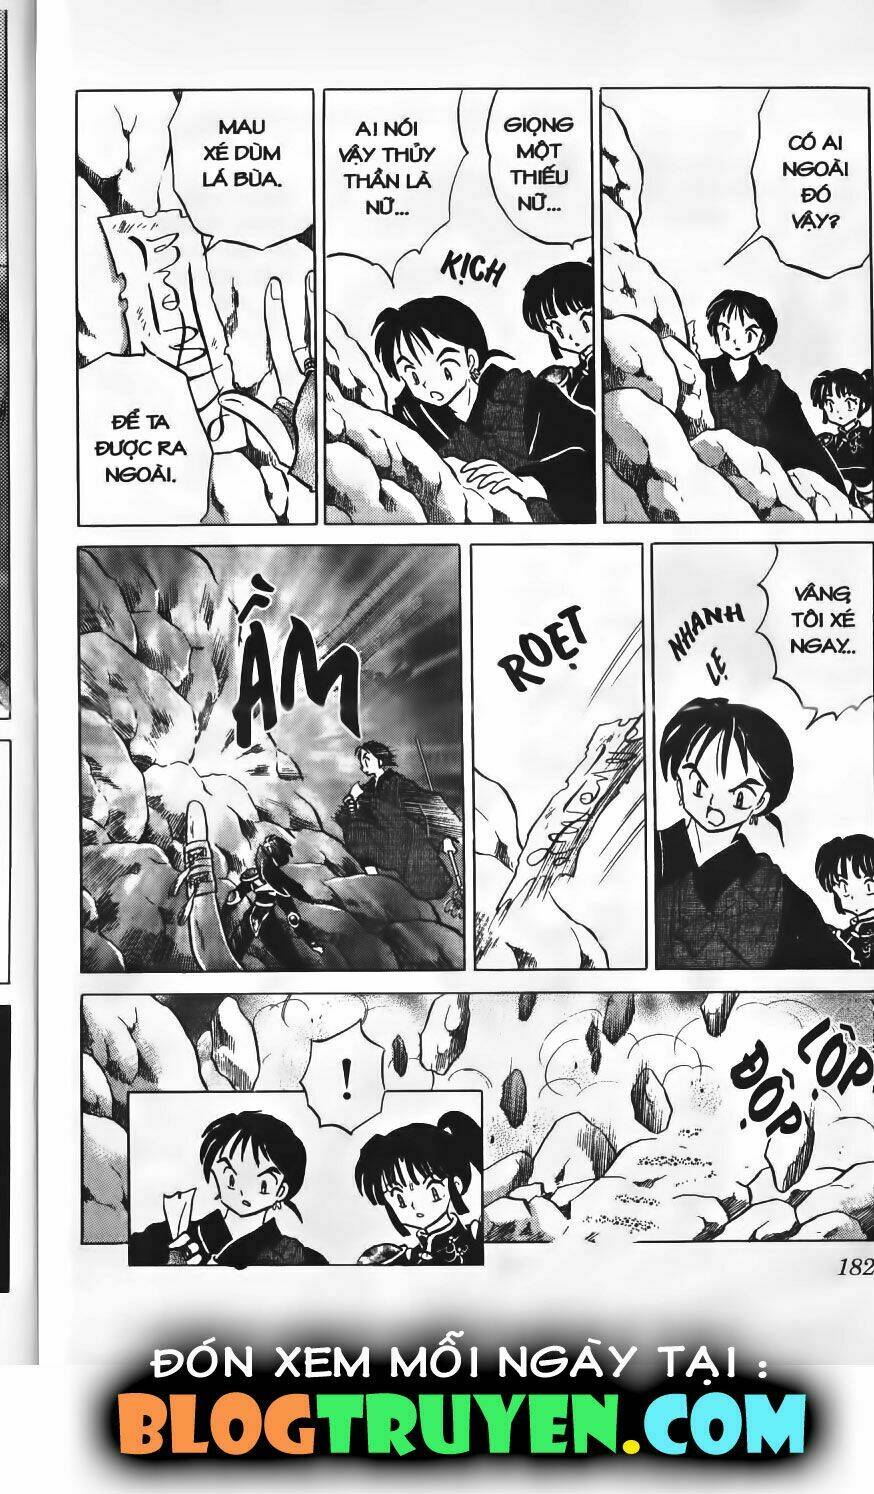 CÓ AI
NGOÀI
ĐÓ
VẬY?
GIỌNG
MỘT
THIẾU
NỮ...
AI NÓI
VẬY THỦY
THẦN LÀ
NỮ...
KỊCH
MAU
XÉ DÙM
LÁ BÙA.
ĐỂ TA
ĐƯỢC RA
NGOÀI.
VÂNG,
TÔI XÉ
NGAY...
NHANH
LẸ
ROẸT
ẦM
LỘP
ĐỘP
!
182
ĐÓN XEM MỖI NGÀY TẠI :
BLOGTRUYEN.COM